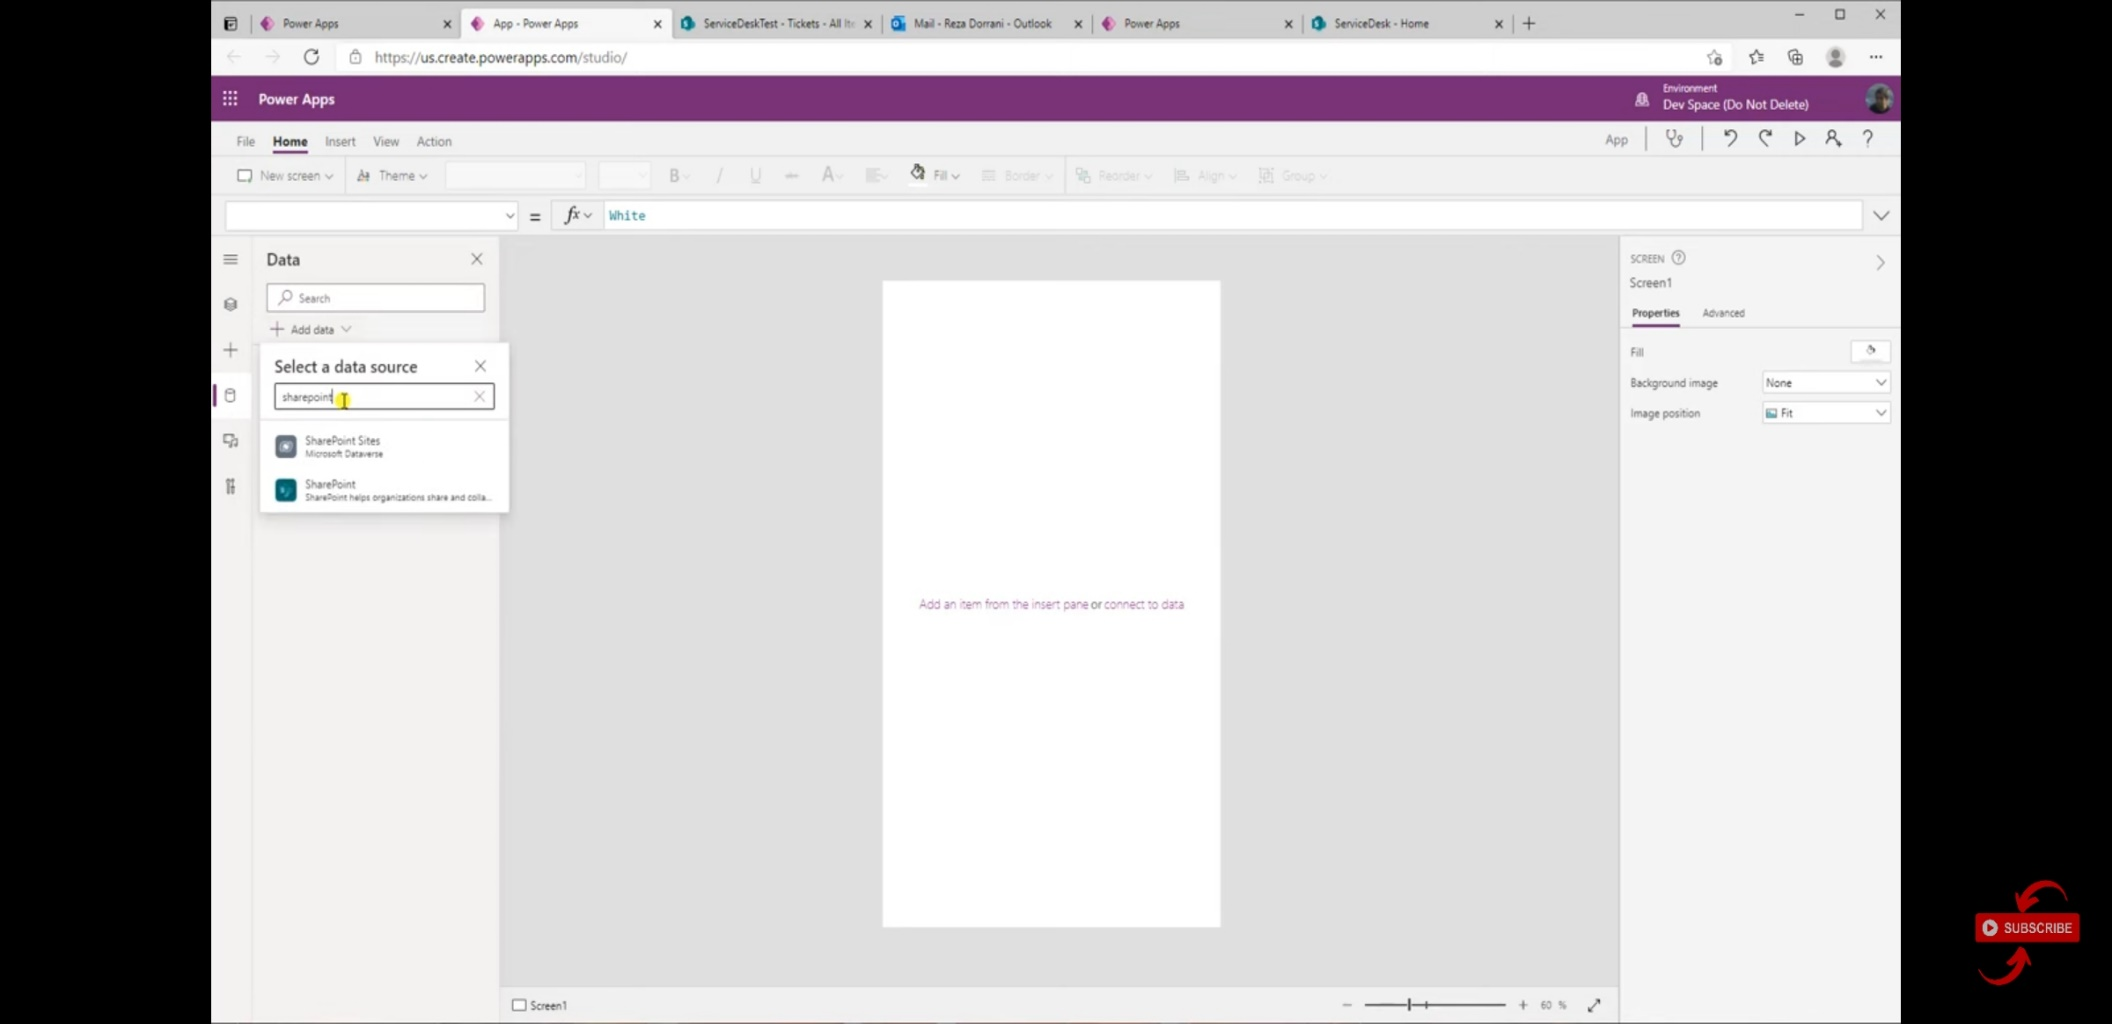 Power Apps
App - Power Apps
ServiceDeskTest - Tickets - All Ite
Mail - Reza Dorrani - Outlook
Power Apps
ServiceDesk - Home
https://us.create.powerapps.com/studio/
Power Apps
Environment
Dev Space (Do Not Delete)
File Home Insert View Action
App
New screen
Theme
B / U A
Fill
Border
Reorder
Align
Group
= fx White
Data
Search
Add data
Select a data source
sharepoint
SharePoint Sites
Microsoft Dataverse
SharePoint
SharePoint helps organizations share and colla...
Add an item from the insert pane or connect to data
SCREEN
Screen1
Properties Advanced
Fill
Background image None
Image position Fit
Screen1
60 %
SUBSCRIBE